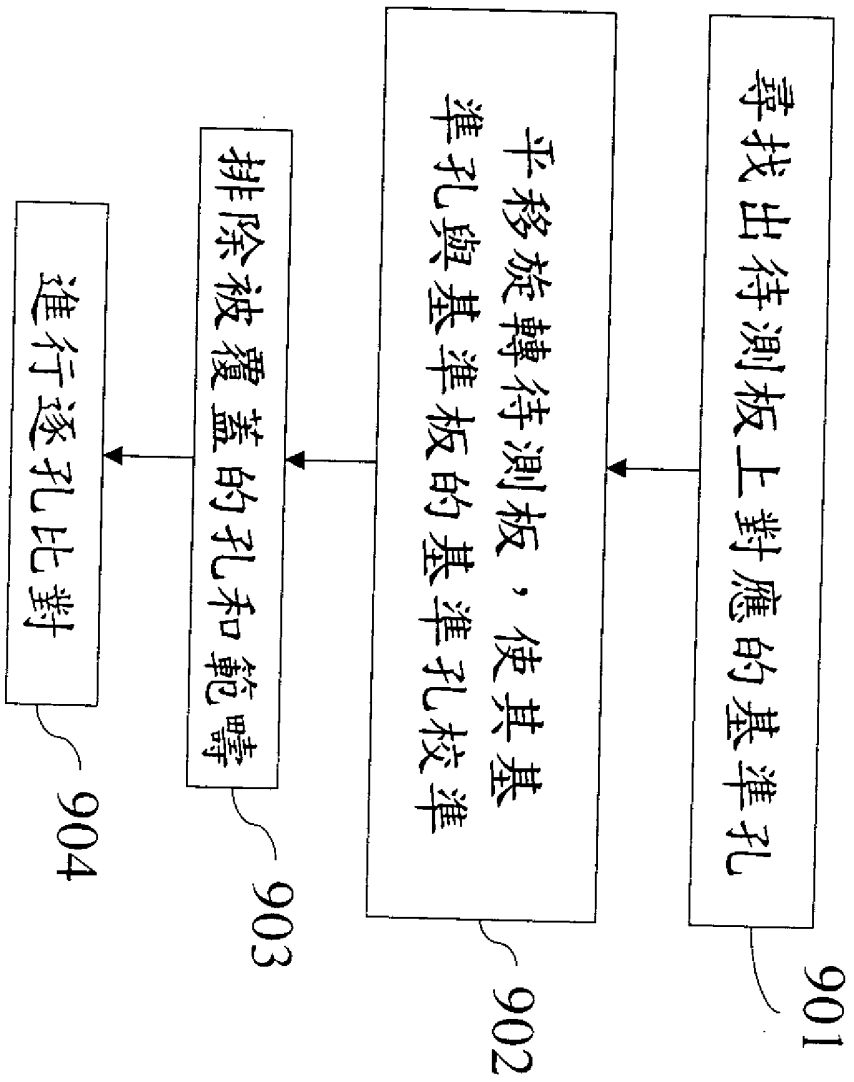 尋找出待測板上對應的基準孔
901
平移旋轉待測板，使其基
準孔與基準板的基準孔校準
902
排除被覆蓋的孔和範疇
903
進行逐孔比對
904